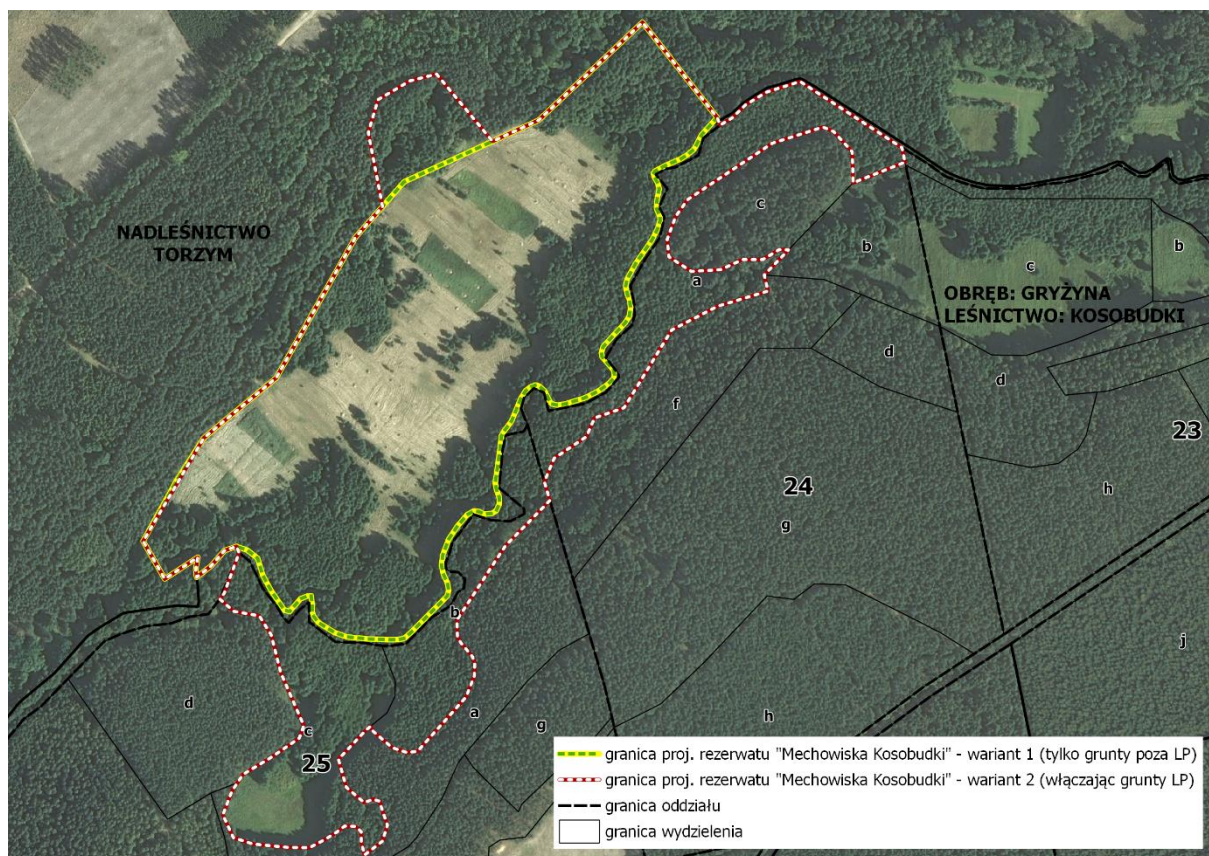 NADLEŚNICTWO
TORZYM
c
b
c
b
a
OBRĘB: GRYŻYNA
LEŚNICTWO: KOSOBUDKI
d
d
f
23
24
h
g
b
j
d
a
g
h
c
25
granica proj. rezerwatu "Mechowiska Kosobudki" - wariant 1 (tylko grunty poza LP)
granica proj. rezerwatu "Mechowiska Kosobudki" - wariant 2 (włączając grunty LP)
granica oddziału
granica wydzielenia